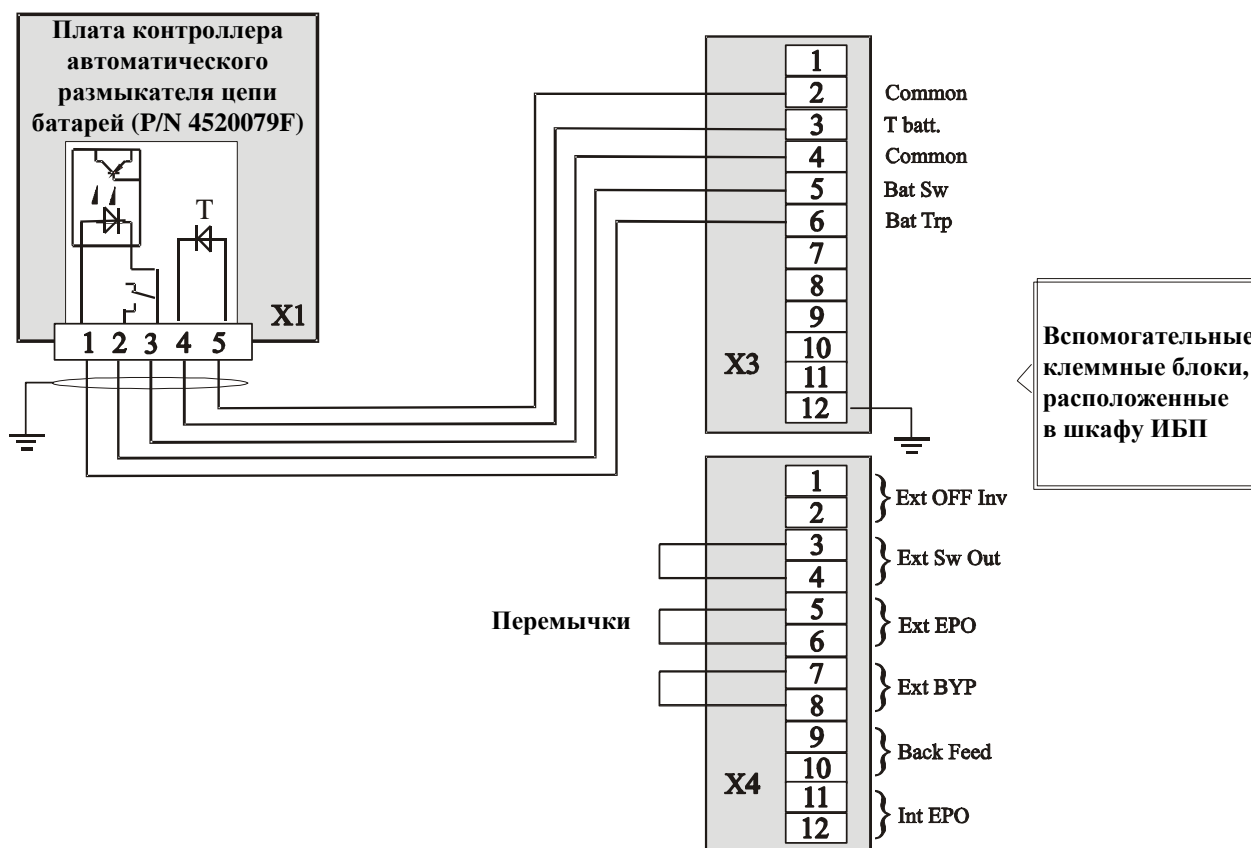 Плата контроллера
автоматического
размыкателя цепи
батарей (P/N 4520079F)
T
X1
1 2 3 4 5
1
2 Common
3 T batt.
4 Common
5 Bat Sw
6 Bat Trp
7
8
9
10
11
12
X3
Вспомогательные
клеммные блоки,
расположенные
в шкафу ИБП
1
2
Ext OFF Inv
3
4
Ext Sw Out
5
6
Ext EPO
7
8
Ext BYP
9
10
Back Feed
11
12
Int EPO
X4
Перемычки